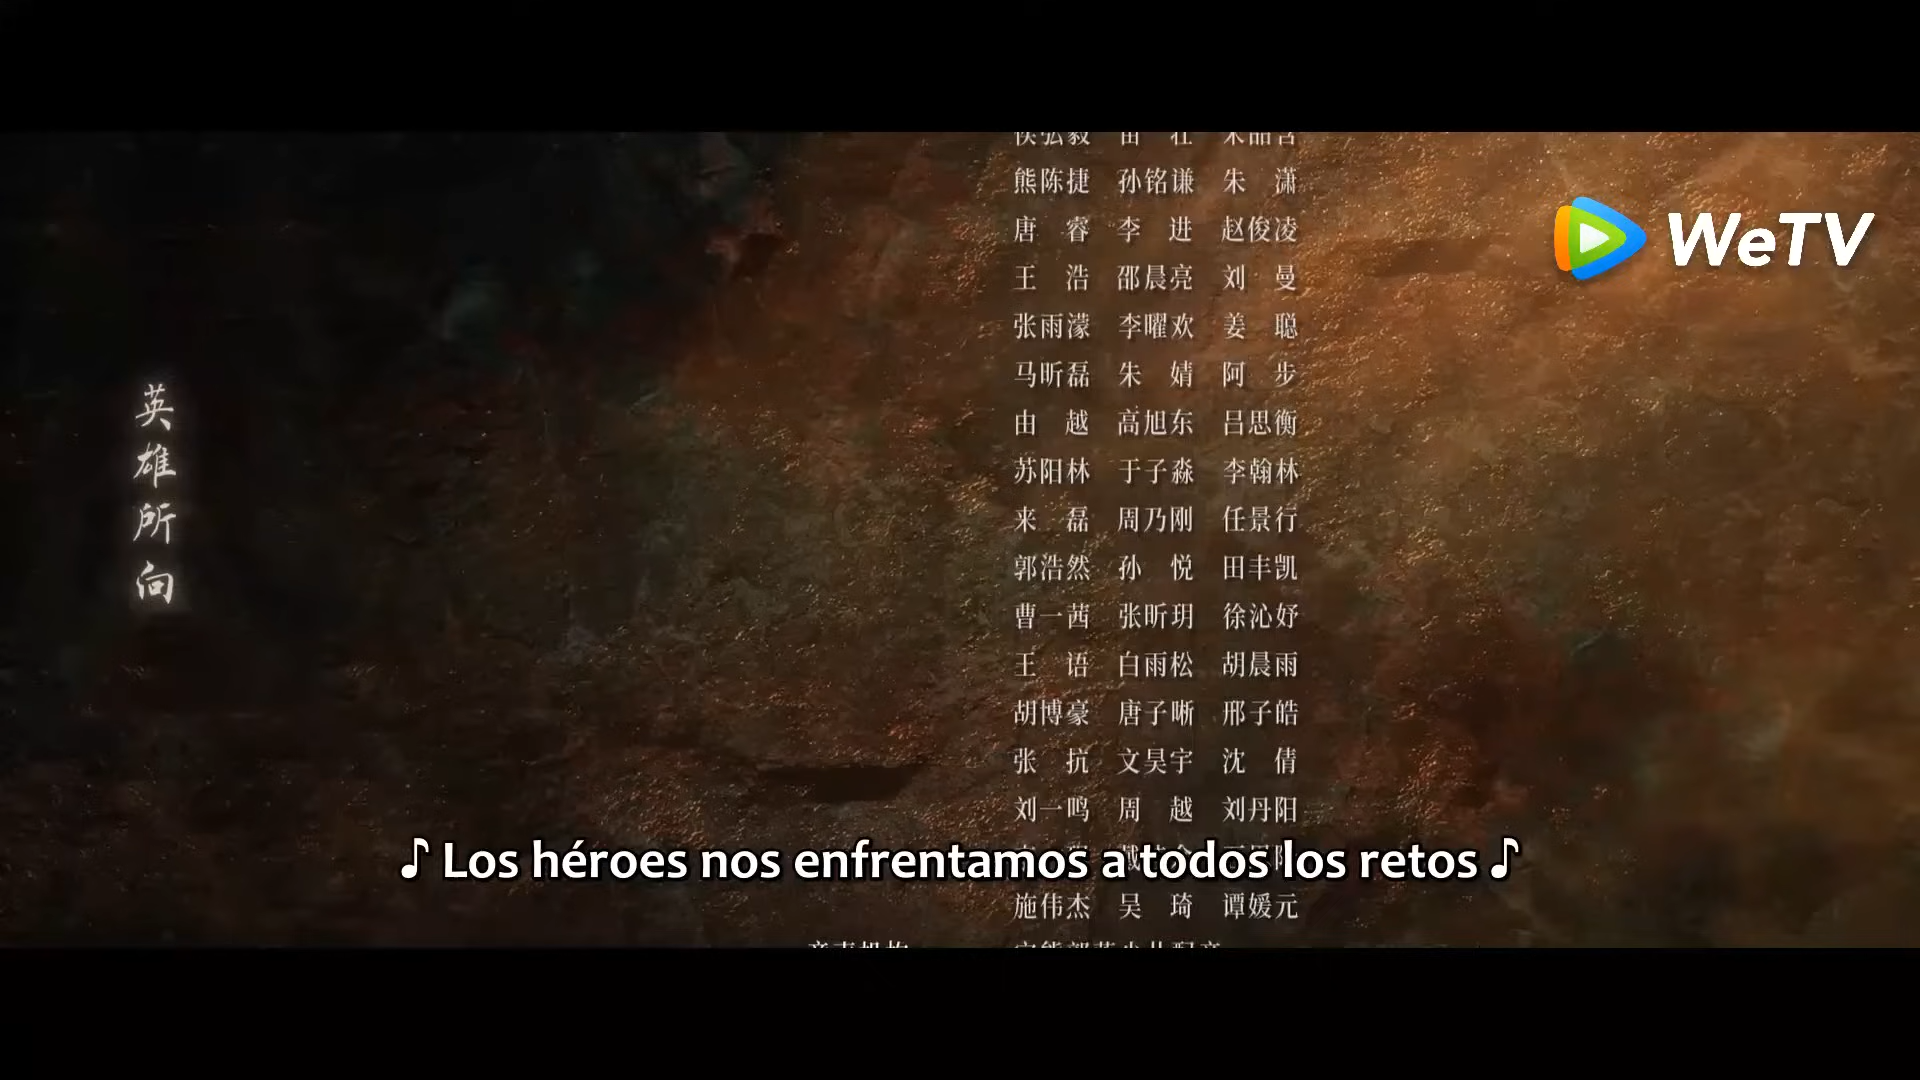 熊陈捷 孙铭谦 朱 潇
唐 睿 李 进 赵俊凌
WeTV
王 浩 邵晨亮 刘 曼
张雨濛 李曜欢 姜 聪
马昕磊 朱 婧 阿 步
由 越 高旭东 吕思衡
苏阳林 于子淼 李翰林
来 磊 周乃刚 任景行
郭浩然 孙 悦 田丰凯
曹一茜 张昕玥 徐沁妤
王 语 白雨松 胡晨雨
胡博豪 唐子晰 邢子皓
张 抗 文昊宇 沈 倩
刘一鸣 周 越 刘丹阳
施伟杰 吴 琦 谭媛元
英雄所向
♪ Los héroes nos enfrentamos a todos los retos ♪